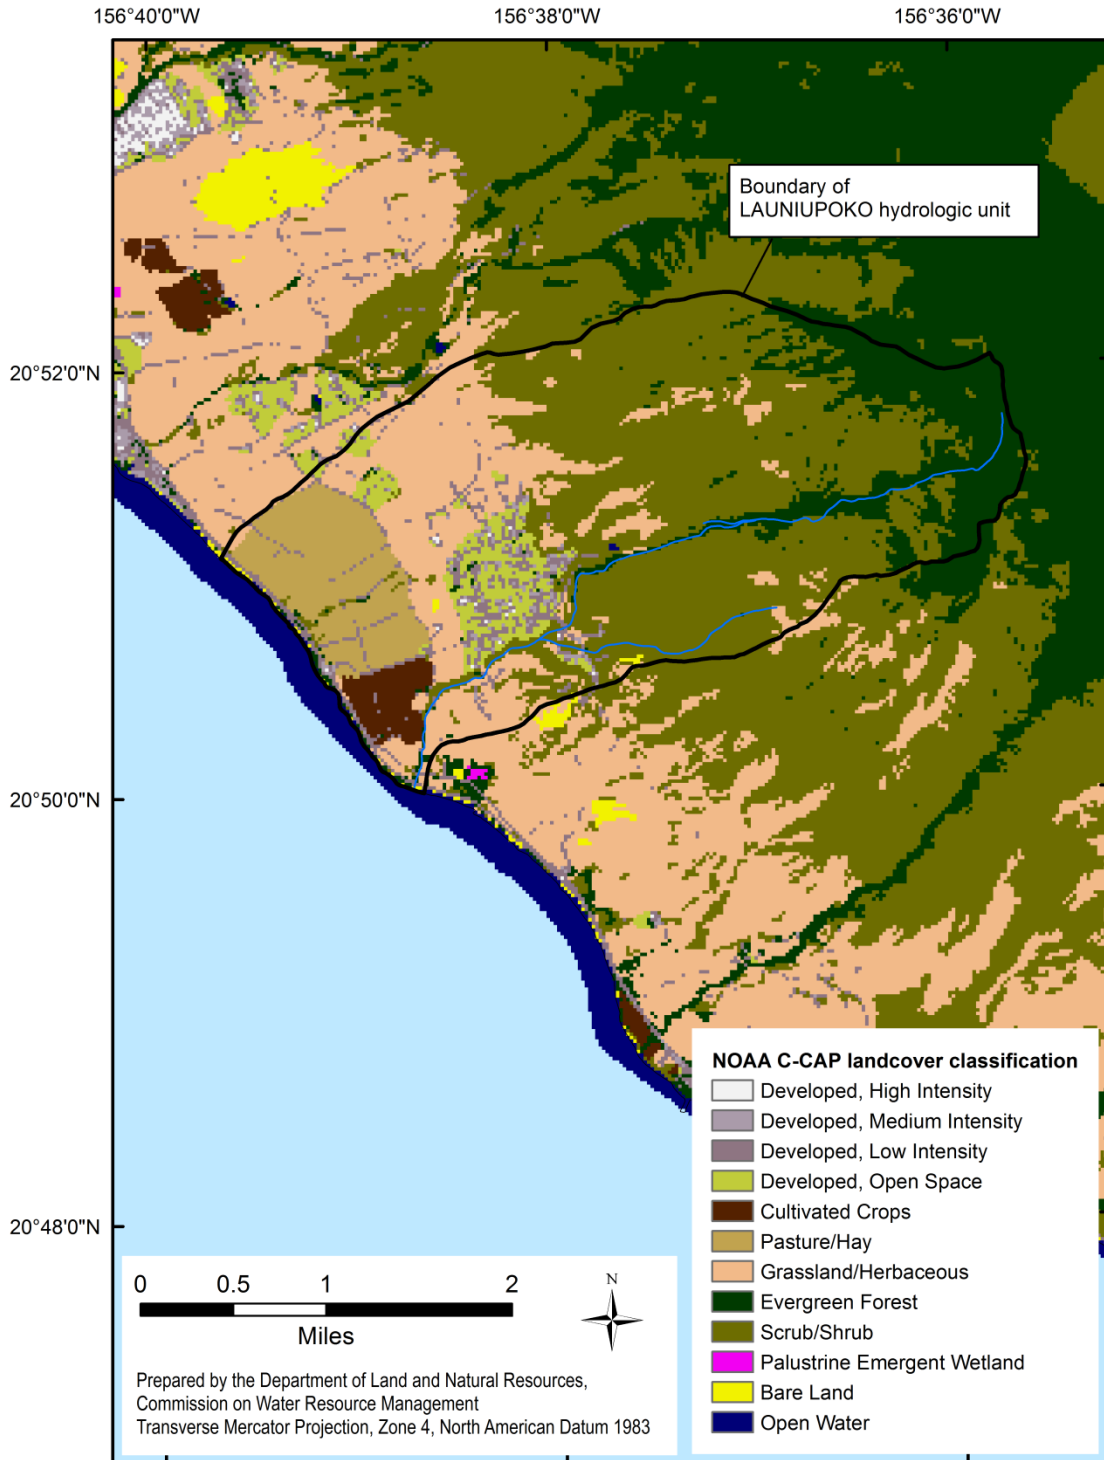 156°40'0"W
156°38'0"W
156°36'0"W
Boundary of
LAUNIUPOKO hydrologic unit
20°52'0"N
20°50'0"N
20°48'0"N
NOAA C-CAP landcover classification
Developed, High Intensity
Developed, Medium Intensity
Developed, Low Intensity
Developed, Open Space
Cultivated Crops
Pasture/Hay
Grassland/Herbaceous
Evergreen Forest
Scrub/Shrub
Palustrine Emergent Wetland
Bare Land
Open Water
0 0.5 1 2
Miles
N
Prepared by the Department of Land and Natural Resources,
Commission on Water Resource Management
Transverse Mercator Projection, Zone 4, North American Datum 1983